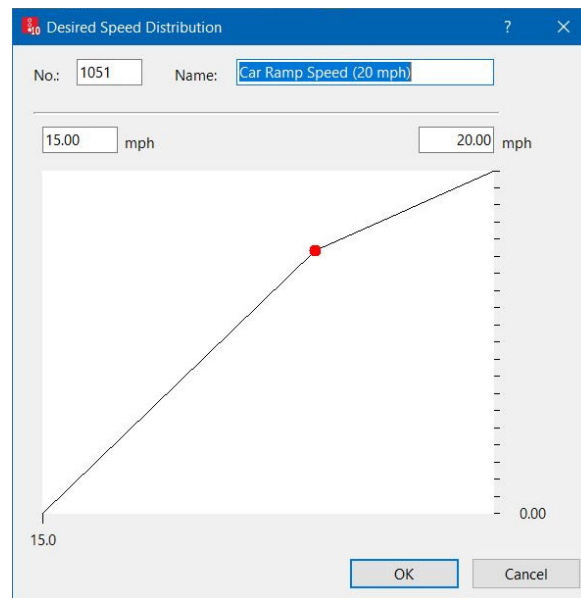 10 Desired Speed Distribution ? ×
No.: 1051 Name: Car Ramp Speed (20 mph)
15.00 mph 20.00 mph
0.00
15.0
OK Cancel